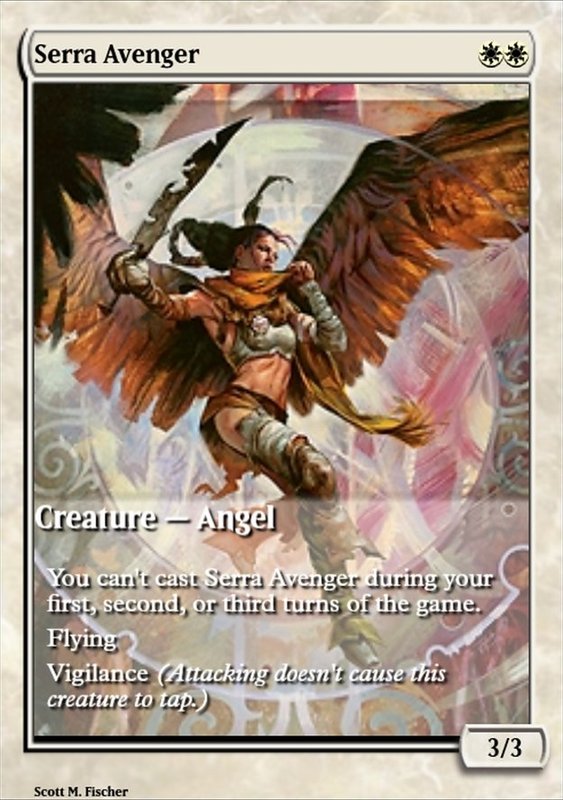 Serra Avenger
Creature — Angel
You can't cast Serra Avenger during your
first, second, or third turns of the game.
Flying
Vigilance (Attacking doesn't cause this
creature to tap.)
3/3
Scott M. Fischer